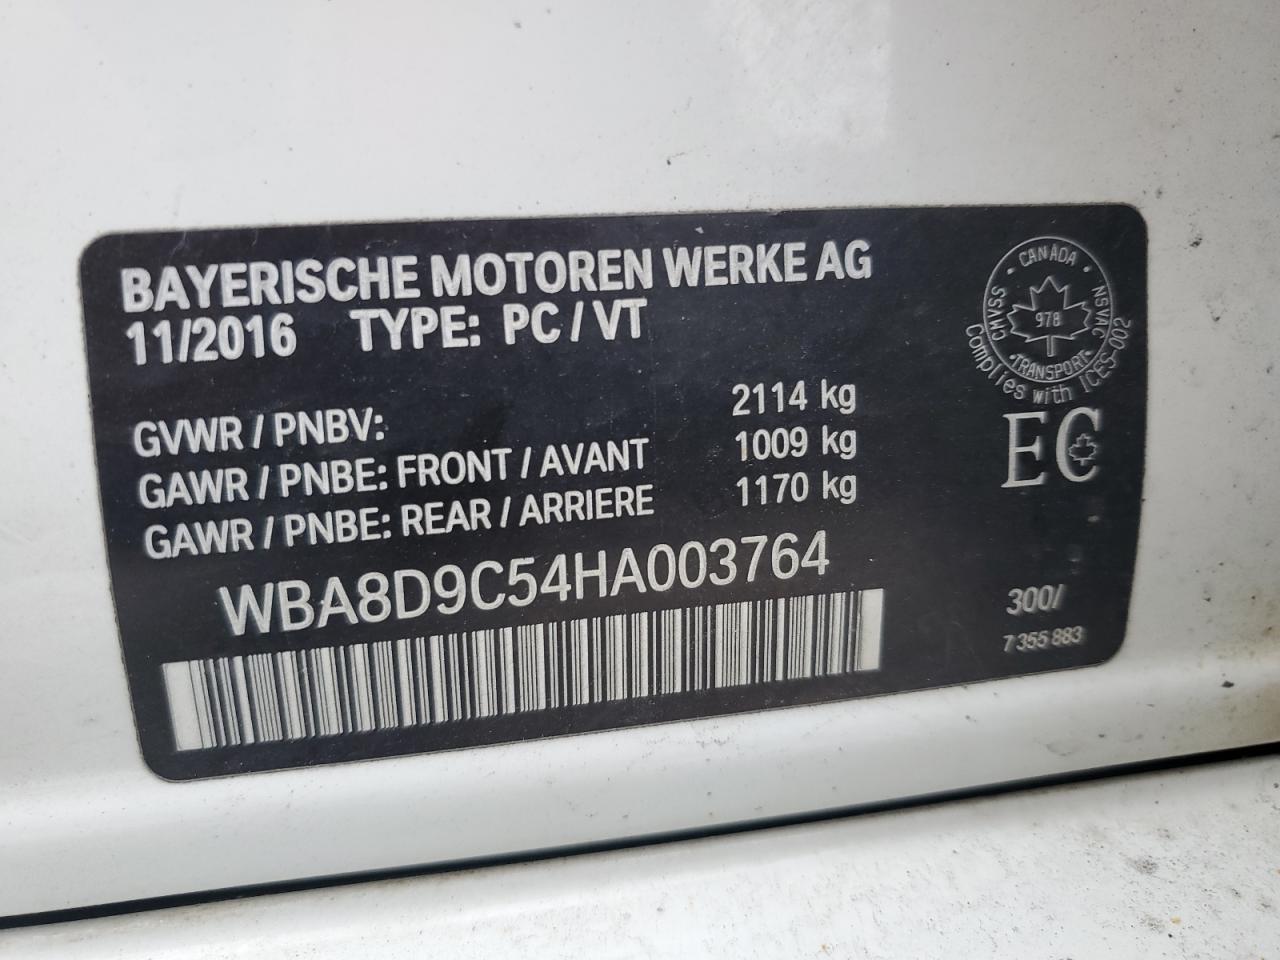 BAYERISCHE MOTOREN WERKE AG
11/2016 TYPE: PC / VT
GVWR / PNBV: 2114 kg
GAWR / PNBE: FRONT / AVANT 1009 kg
GAWR / PNBE: REAR / ARRIERE 1170 kg
WBA8D9C54HA003764
CANADA
CMVSS
NSVAC
978
TRANSPORT
Complies with ICES-002
EC
300/
7 355 883